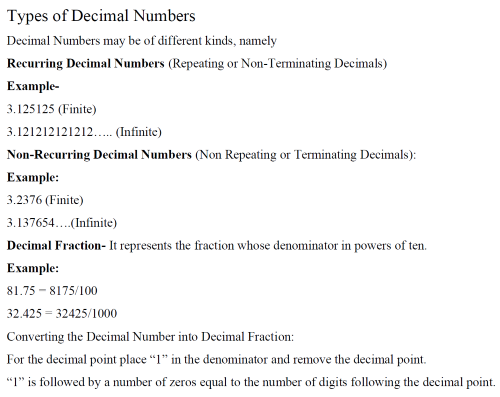 Types of Decimal Numbers
Decimal Numbers may be of different kinds, namely
Recurring Decimal Numbers (Repeating or Non-Terminating Decimals)
Example-
3.125125 (Finite)
3.121212121212….. (Infinite)
Non-Recurring Decimal Numbers (Non Repeating or Terminating Decimals):
Example:
3.2376 (Finite)
3.137654….(Infinite)
Decimal Fraction- It represents the fraction whose denominator in powers of ten.
Example:
81.75 = 8175/100
32.425 = 32425/1000
Converting the Decimal Number into Decimal Fraction:
For the decimal point place “1” in the denominator and remove the decimal point.
“1” is followed by a number of zeros equal to the number of digits following the decimal point.